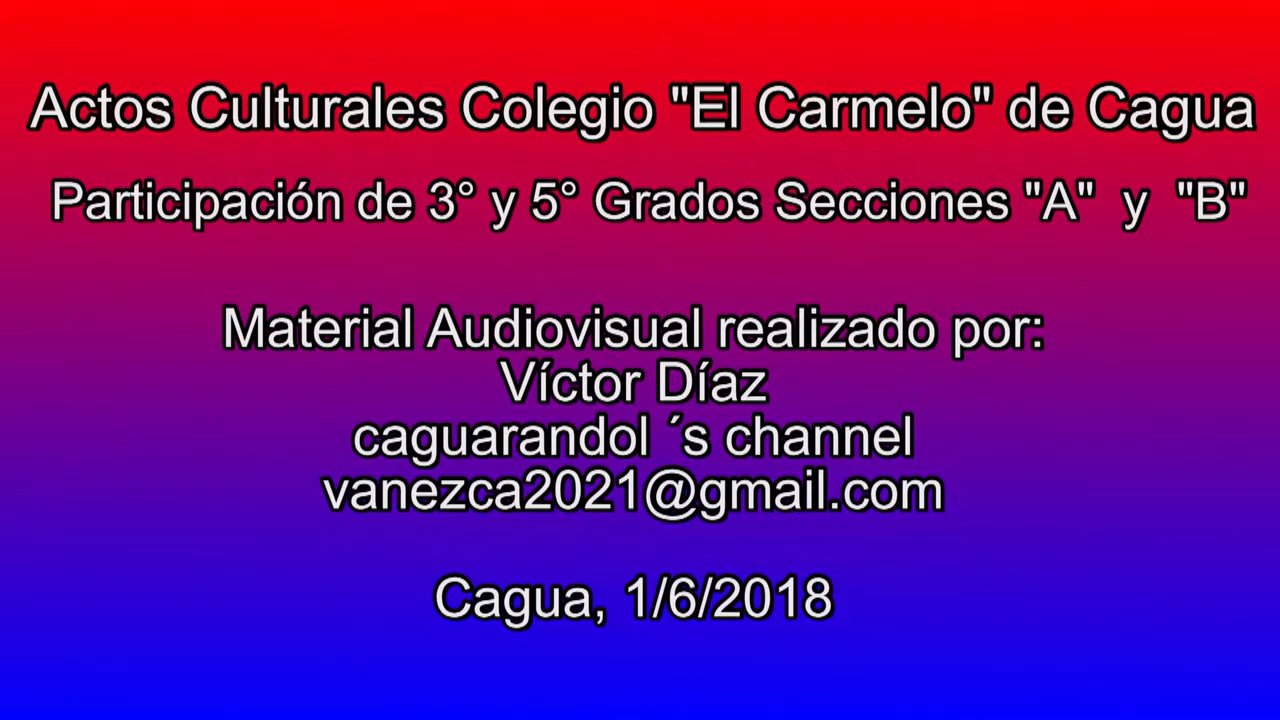 Actos Culturales Colegio "El Carmelo" de Cagua
Participación de 3° y 5° Grados Secciones "A" y "B"
Material Audiovisual realizado por:
Víctor Díaz
caguarandol ´s channel
vanezca2021@gmail.com
Cagua, 1/6/2018